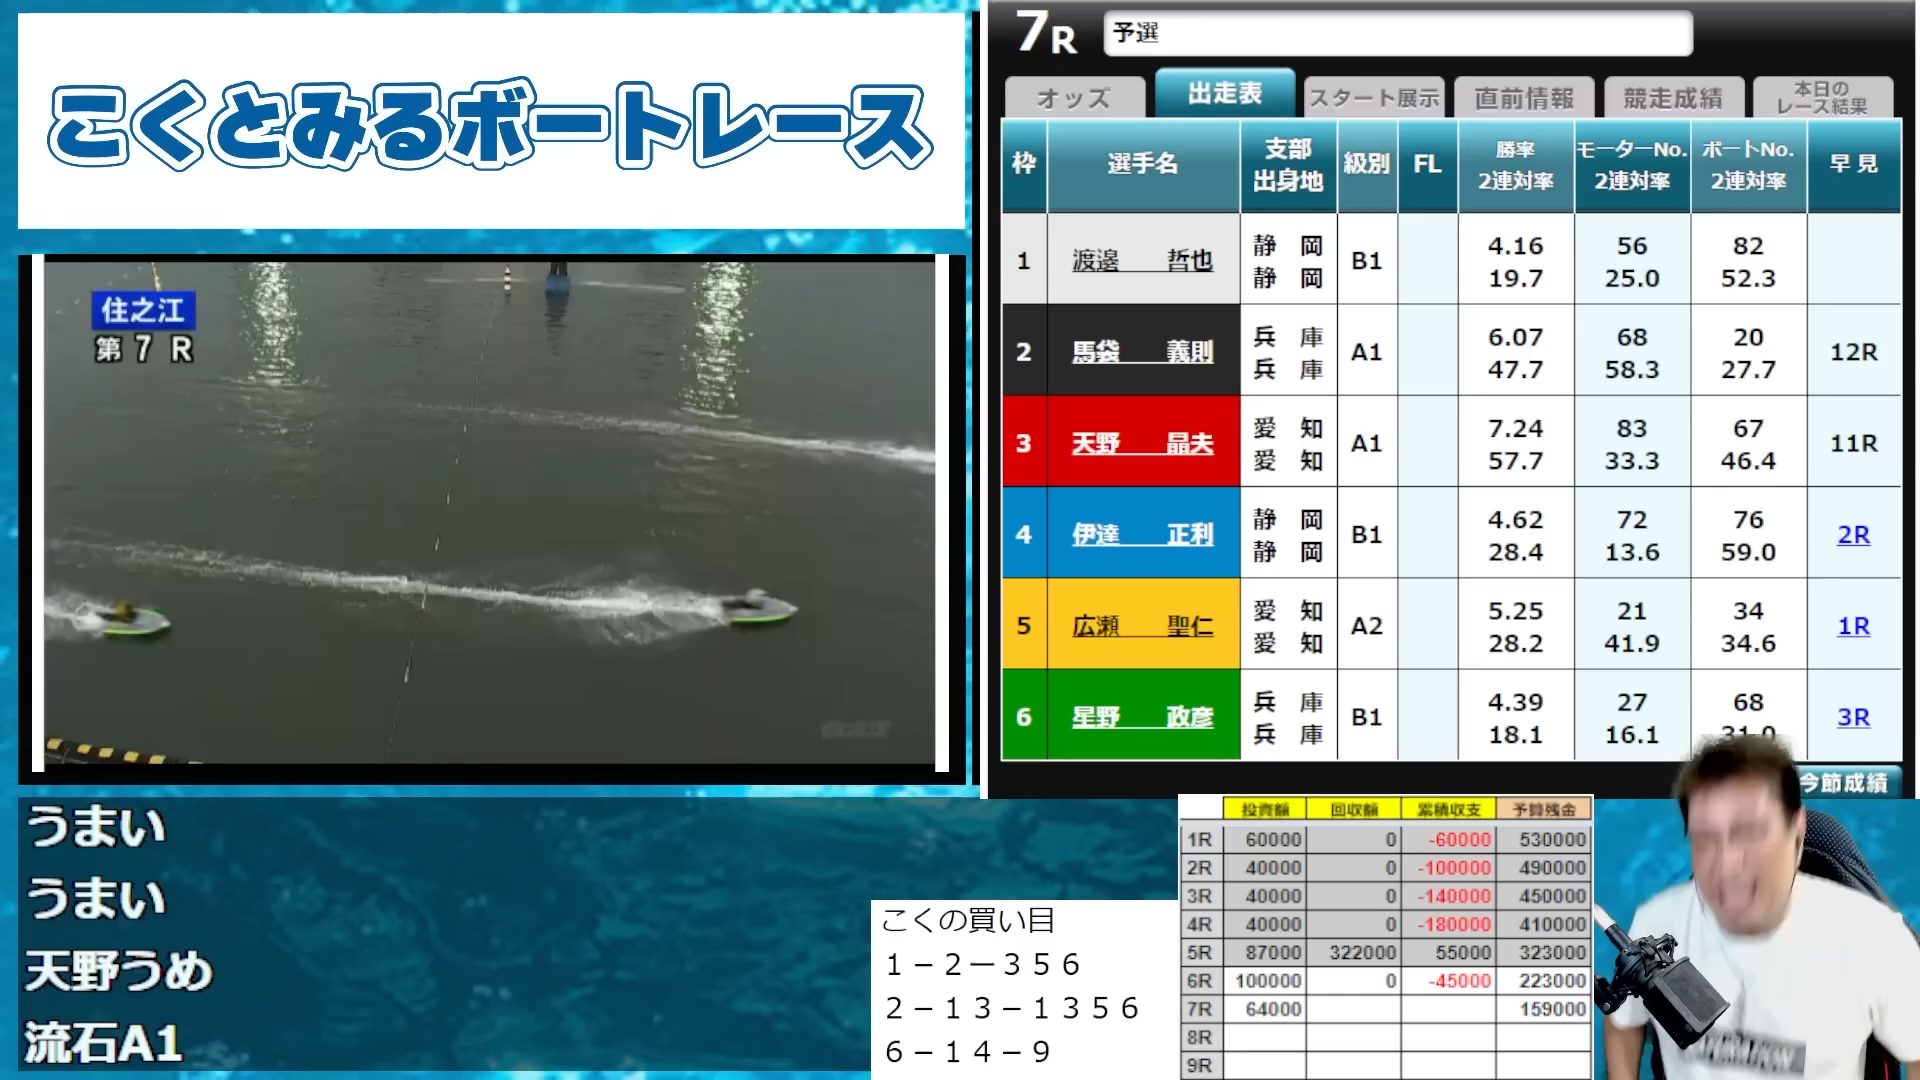 こくとみるボートレース
住之江
第7R
うまい
うまい
天野うめ
流石A1
7R 予選
オッズ 出走表 スタート展示 直前情報 競走成績 本日のレース結果
枠 選手名 支部 出身地 級別 FL 勝率 2連対率 モーターNo. 2連対率 ボートNo. 2連対率 早見
1 渡邉 哲也 静岡 静岡 B1 4.16 19.7 56 25.0 82 52.3
2 馬袋 義則 兵庫 兵庫 A1 6.07 47.7 68 58.3 20 27.7 12R
3 天野 晶夫 愛知 愛知 A1 7.24 57.7 83 33.3 67 46.4 11R
4 伊達 正利 静岡 静岡 B1 4.62 28.4 72 13.6 76 59.0 2R
5 広瀬 聖仁 愛知 愛知 A2 5.25 28.2 21 41.9 34 34.6 1R
6 星野 政彦 兵庫 兵庫 B1 4.39 18.1 27 16.1 68 3R
今節成績
こくの買い目
1-2ー356
2-13-1356
6-14-9
投資額 回収額 累積収支 予算残金
1R 60000 0 -60000 530000
2R 40000 0 -100000 490000
3R 40000 0 -140000 450000
4R 40000 0 -180000 410000
5R 87000 322000 55000 323000
6R 100000 0 -45000 223000
7R 64000 159000
8R
9R